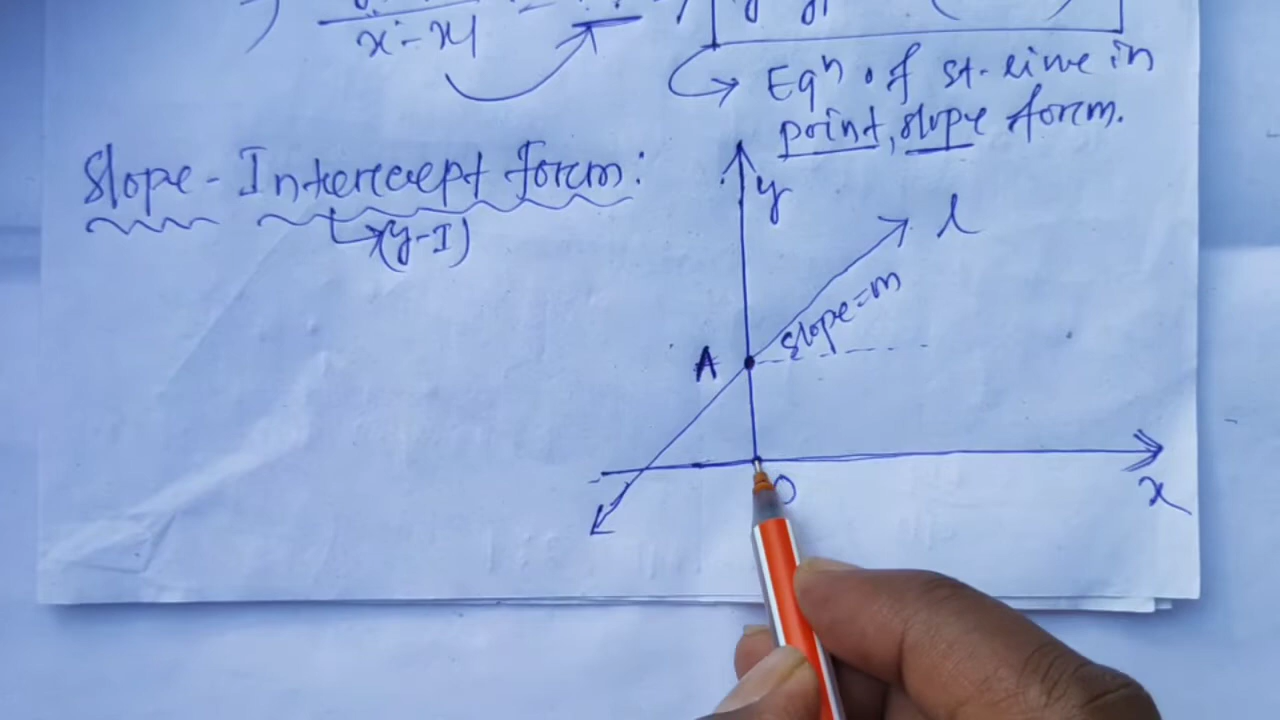 x - x1
Eqn of st. line in
point, slope form.
Slope - Intercept form:
(y-I)
y
l
slope=m
A
O
x